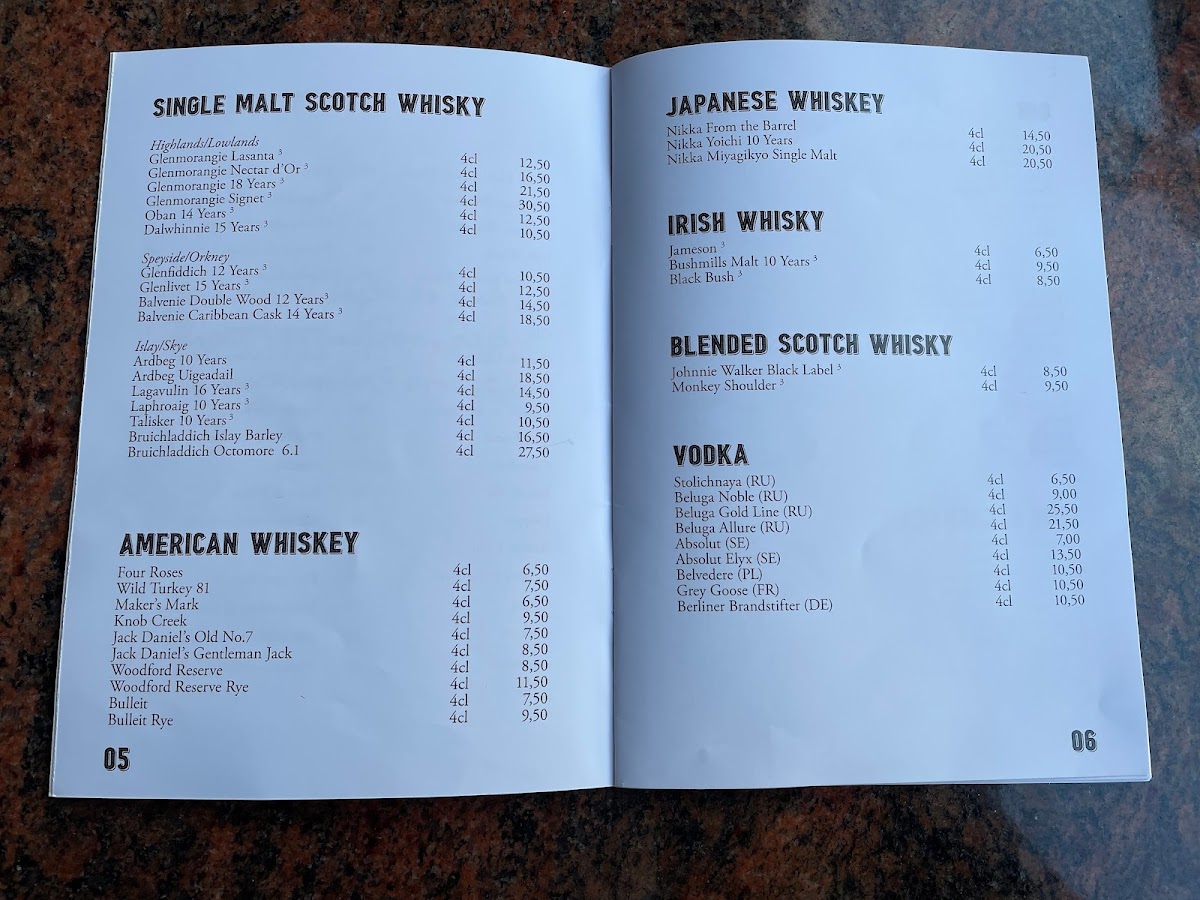 SINGLE MALT SCOTCH WHISKY
Highlands/Lowlands
Glenmorangie Lasanta ³ 4cl 12,50
Glenmorangie Nectar d'Or ³ 4cl 16,50
Glenmorangie 18 Years ³ 4cl 21,50
Glenmorangie Signet ³ 4cl 30,50
Oban 14 Years ³ 4cl 12,50
Dalwhinnie 15 Years ³ 4cl 10,50
Speyside/Orkney
Glenfiddich 12 Years ³ 4cl 10,50
Glenlivet 15 Years ³ 4cl 12,50
Balvenie Double Wood 12 Years³ 4cl 14,50
Balvenie Caribbean Cask 14 Years ³ 4cl 18,50
Islay/Skye
Ardbeg 10 Years 4cl 11,50
Ardbeg Uigeadail 4cl 18,50
Lagavulin 16 Years ³ 4cl 14,50
Laphroaig 10 Years ³ 4cl 9,50
Talisker 10 Years ³ 4cl 10,50
Bruichladdich Islay Barley 4cl 16,50
Bruichladdich Octomore 6.1 4cl 27,50
AMERICAN WHISKEY
Four Roses 4cl 6,50
Wild Turkey 81 4cl 7,50
Maker's Mark 4cl 6,50
Knob Creek 4cl 9,50
Jack Daniel's Old No.7 4cl 7,50
Jack Daniel's Gentleman Jack 4cl 8,50
Woodford Reserve 4cl 8,50
Woodford Reserve Rye 4cl 11,50
Bulleit 4cl 7,50
Bulleit Rye 4cl 9,50
05
JAPANESE WHISKEY
Nikka From the Barrel 4cl 14,50
Nikka Yoichi 10 Years 4cl 20,50
Nikka Miyagikyo Single Malt 4cl 20,50
IRISH WHISKY
Jameson ³ 4cl 6,50
Bushmills Malt 10 Years ³ 4cl 9,50
Black Bush ³ 4cl 8,50
BLENDED SCOTCH WHISKY
Johnnie Walker Black Label ³ 4cl 8,50
Monkey Shoulder ³ 4cl 9,50
VODKA
Stolichnaya (RU) 4cl 6,50
Beluga Noble (RU) 4cl 9,00
Beluga Gold Line (RU) 4cl 25,50
Beluga Allure (RU) 4cl 21,50
Absolut (SE) 4cl 7,00
Absolut Elyx (SE) 4cl 13,50
Belvedere (PL) 4cl 10,50
Grey Goose (FR) 4cl 10,50
Berliner Brandstifter (DE) 4cl 10,50
06